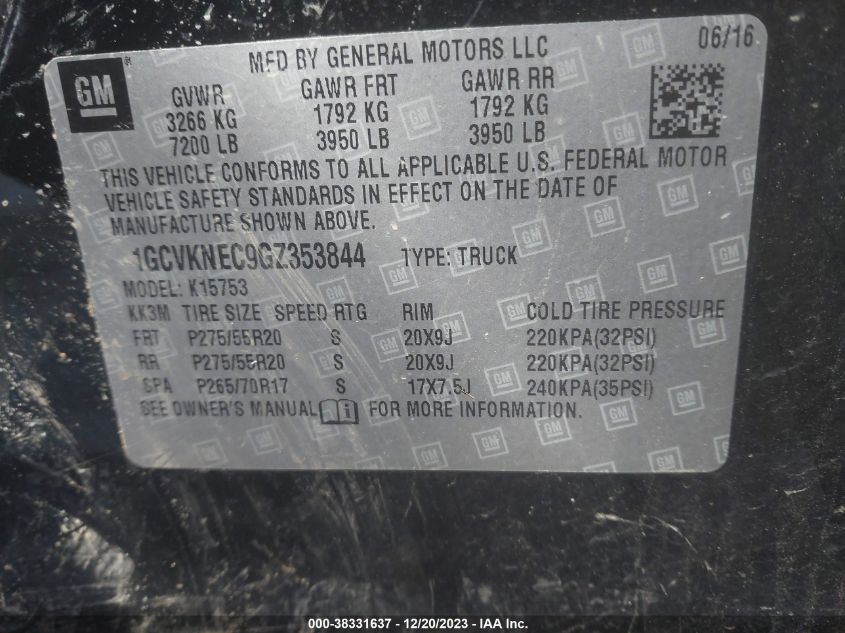 06/16
MFD BY GENERAL MOTORS LLC
GM
GVWR GAWR FRT GAWR RR
3266 KG 1792 KG 1792 KG
7200 LB 3950 LB 3950 LB
THIS VEHICLE CONFORMS TO ALL APPLICABLE U.S. FEDERAL MOTOR
VEHICLE SAFETY STANDARDS IN EFFECT ON THE DATE OF
MANUFACTURE SHOWN ABOVE.
1GCVKNEC9GZ353844 TYPE: TRUCK
MODEL: K15753
KK3M TIRE SIZE SPEED RTG RIM COLD TIRE PRESSURE
FRT P275/55R20 S 20X9J 220KPA(32PSI)
RR P275/55R20 S 20X9J 220KPA(32PSI)
SPA P265/70R17 S 17X7.5J 240KPA(35PSI)
SEE OWNER'S MANUAL FOR MORE INFORMATION.
000-38331637 - 12/20/2023 - IAA Inc.